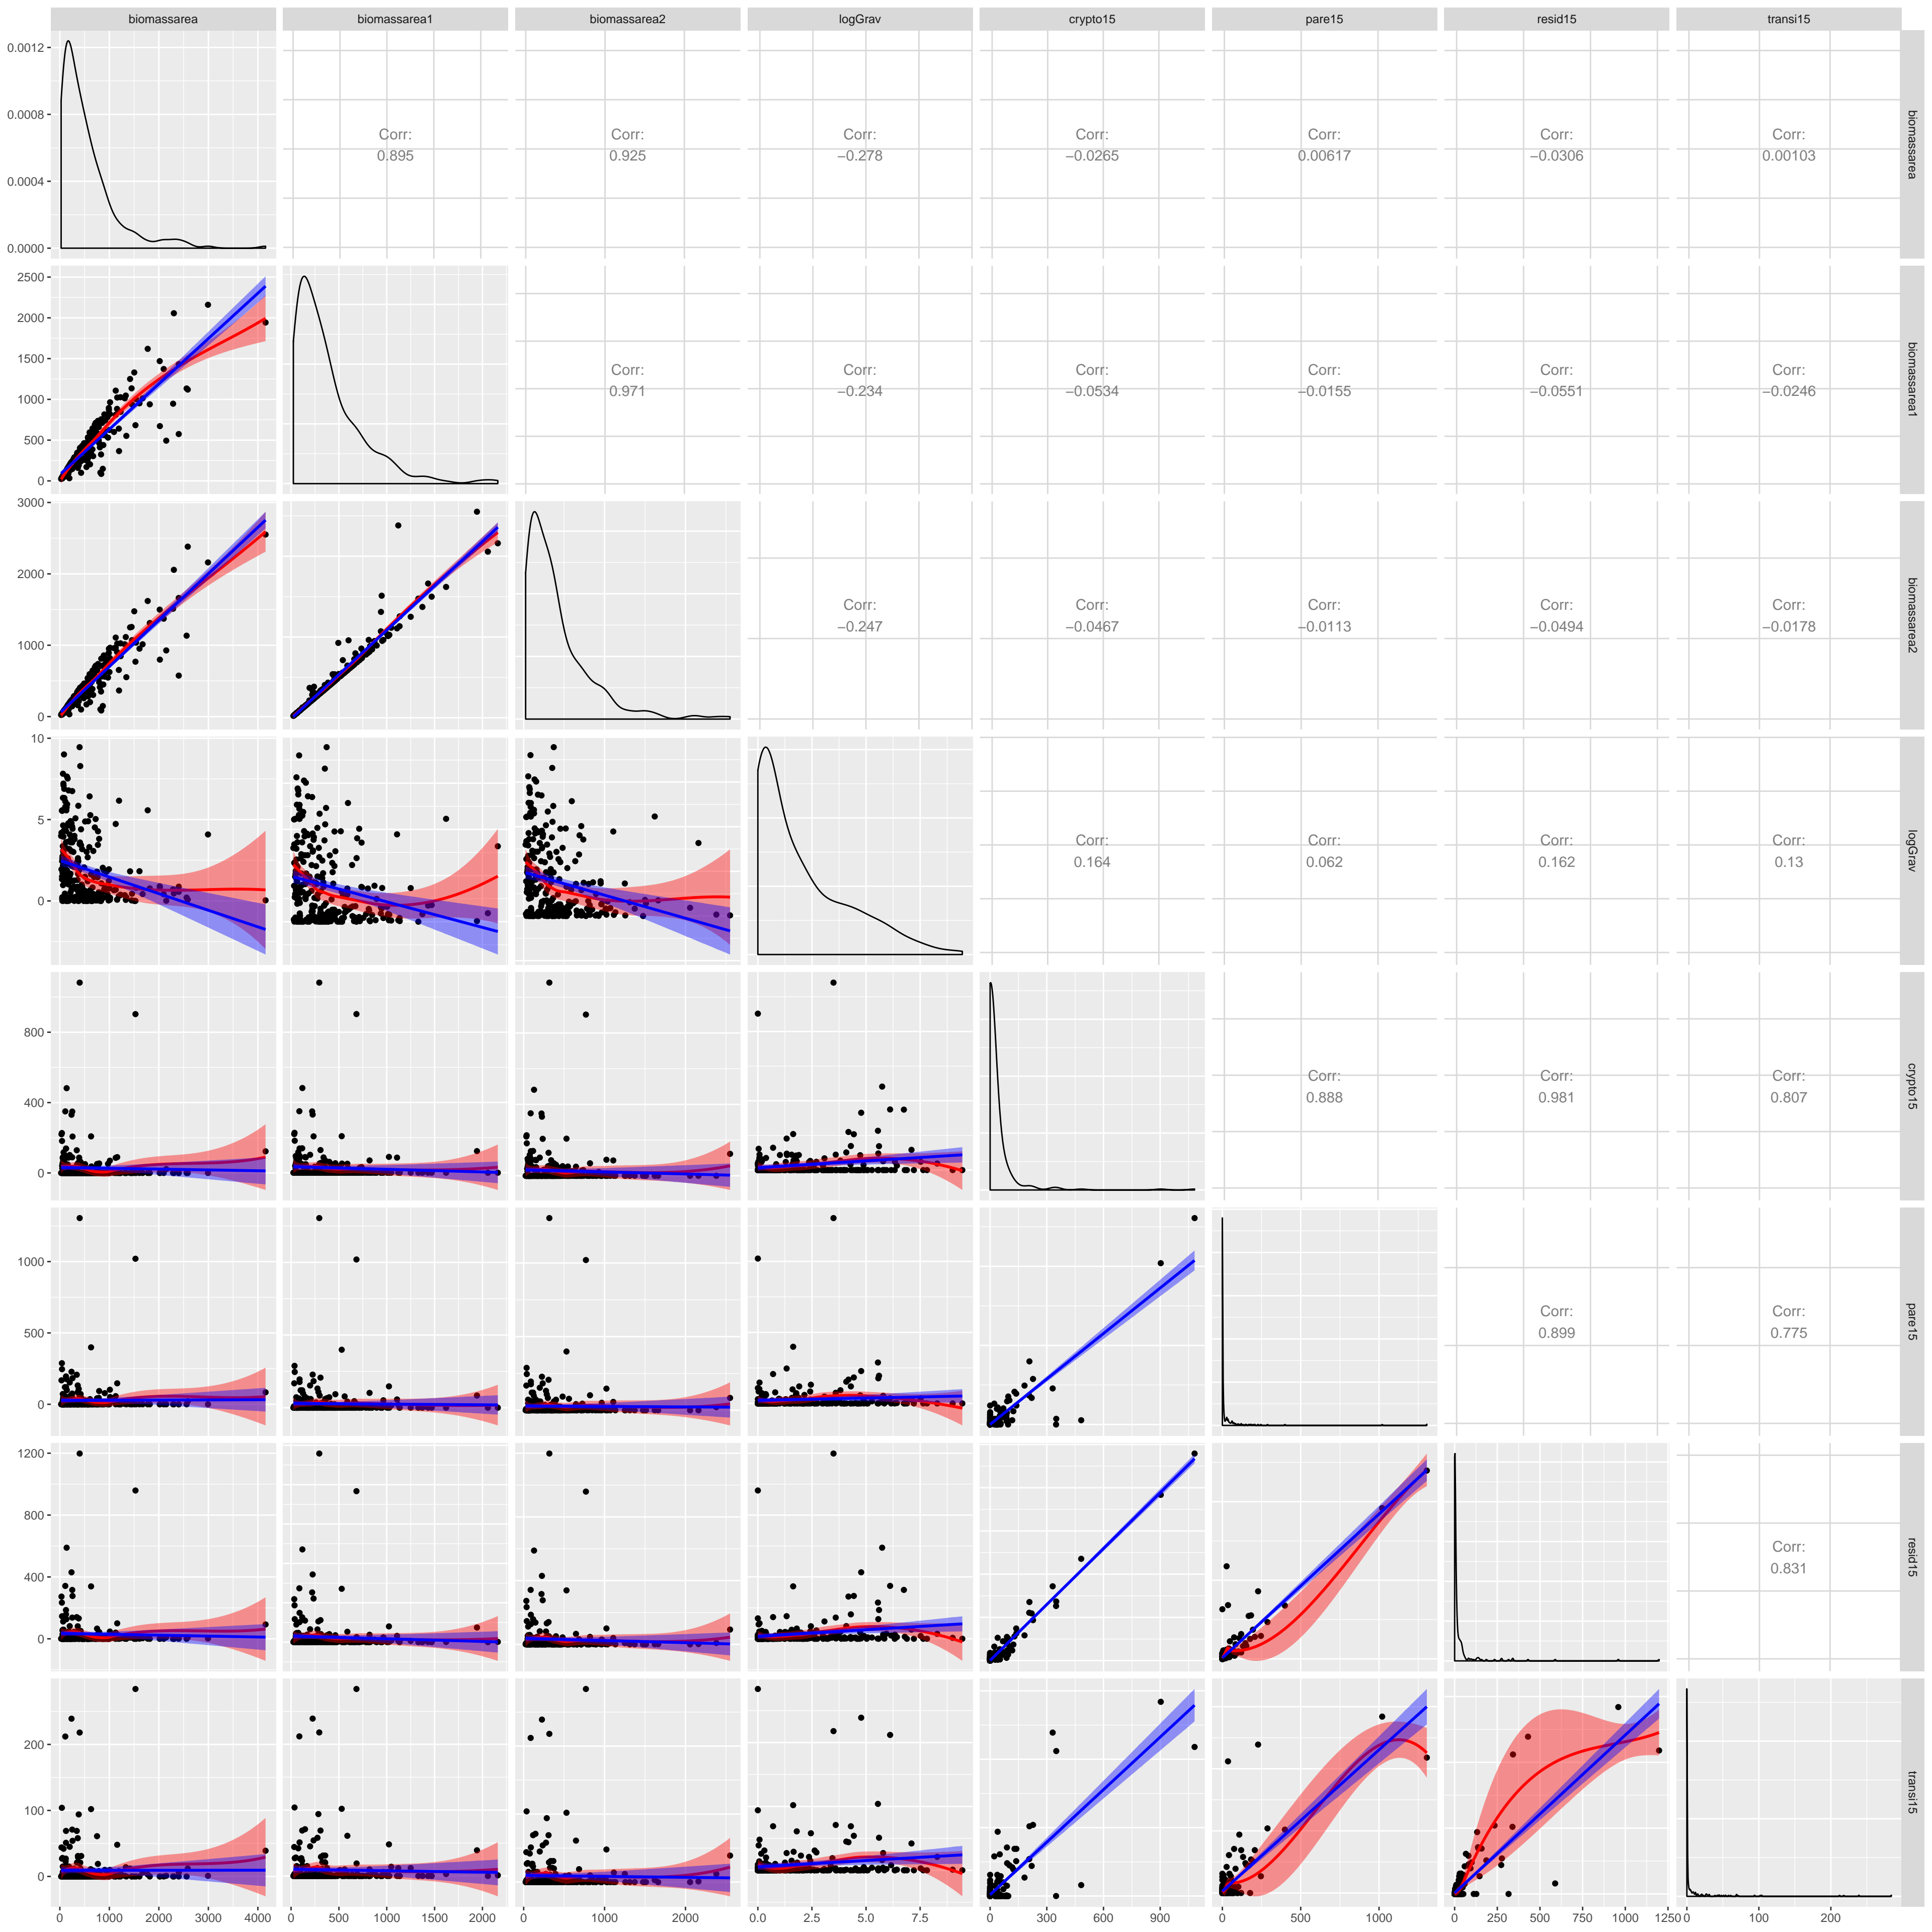 biomassarea biomassarea1 biomassarea2 logGrav crypto15 pare15 resid15 transi15
0.0012
0.0008
0.0004
0.0000
Corr: Corr: Corr: Corr: Corr: Corr: Corr:
0.895 0.925 −0.278 −0.0265 0.00617 −0.0306 0.00103
biomassarea
2500
2000
1500
1000
500
0
Corr: Corr: Corr: Corr: Corr: Corr:
0.971 −0.234 −0.0534 −0.0155 −0.0551 −0.0246
biomassarea1
3000
2000
1000
0
Corr: Corr: Corr: Corr: Corr:
−0.247 −0.0467 −0.0113 −0.0494 −0.0178
biomassarea2
10
5
0
Corr: Corr: Corr: Corr:
0.164 0.062 0.162 0.13
logGrav
800
400
0
Corr: Corr: Corr:
0.888 0.981 0.807
crypto15
1000
500
0
Corr: Corr:
0.899 0.775
pare15
1200
800
400
0
Corr:
0.831
resid15
200
100
0
transi15
0 1000 2000 3000 4000 0 500 1000 1500 2000 0 1000 2000 0.0 2.5 5.0 7.5 0 300 600 900 0 500 1000 0 250 500 750 1000 1250 0 100 200